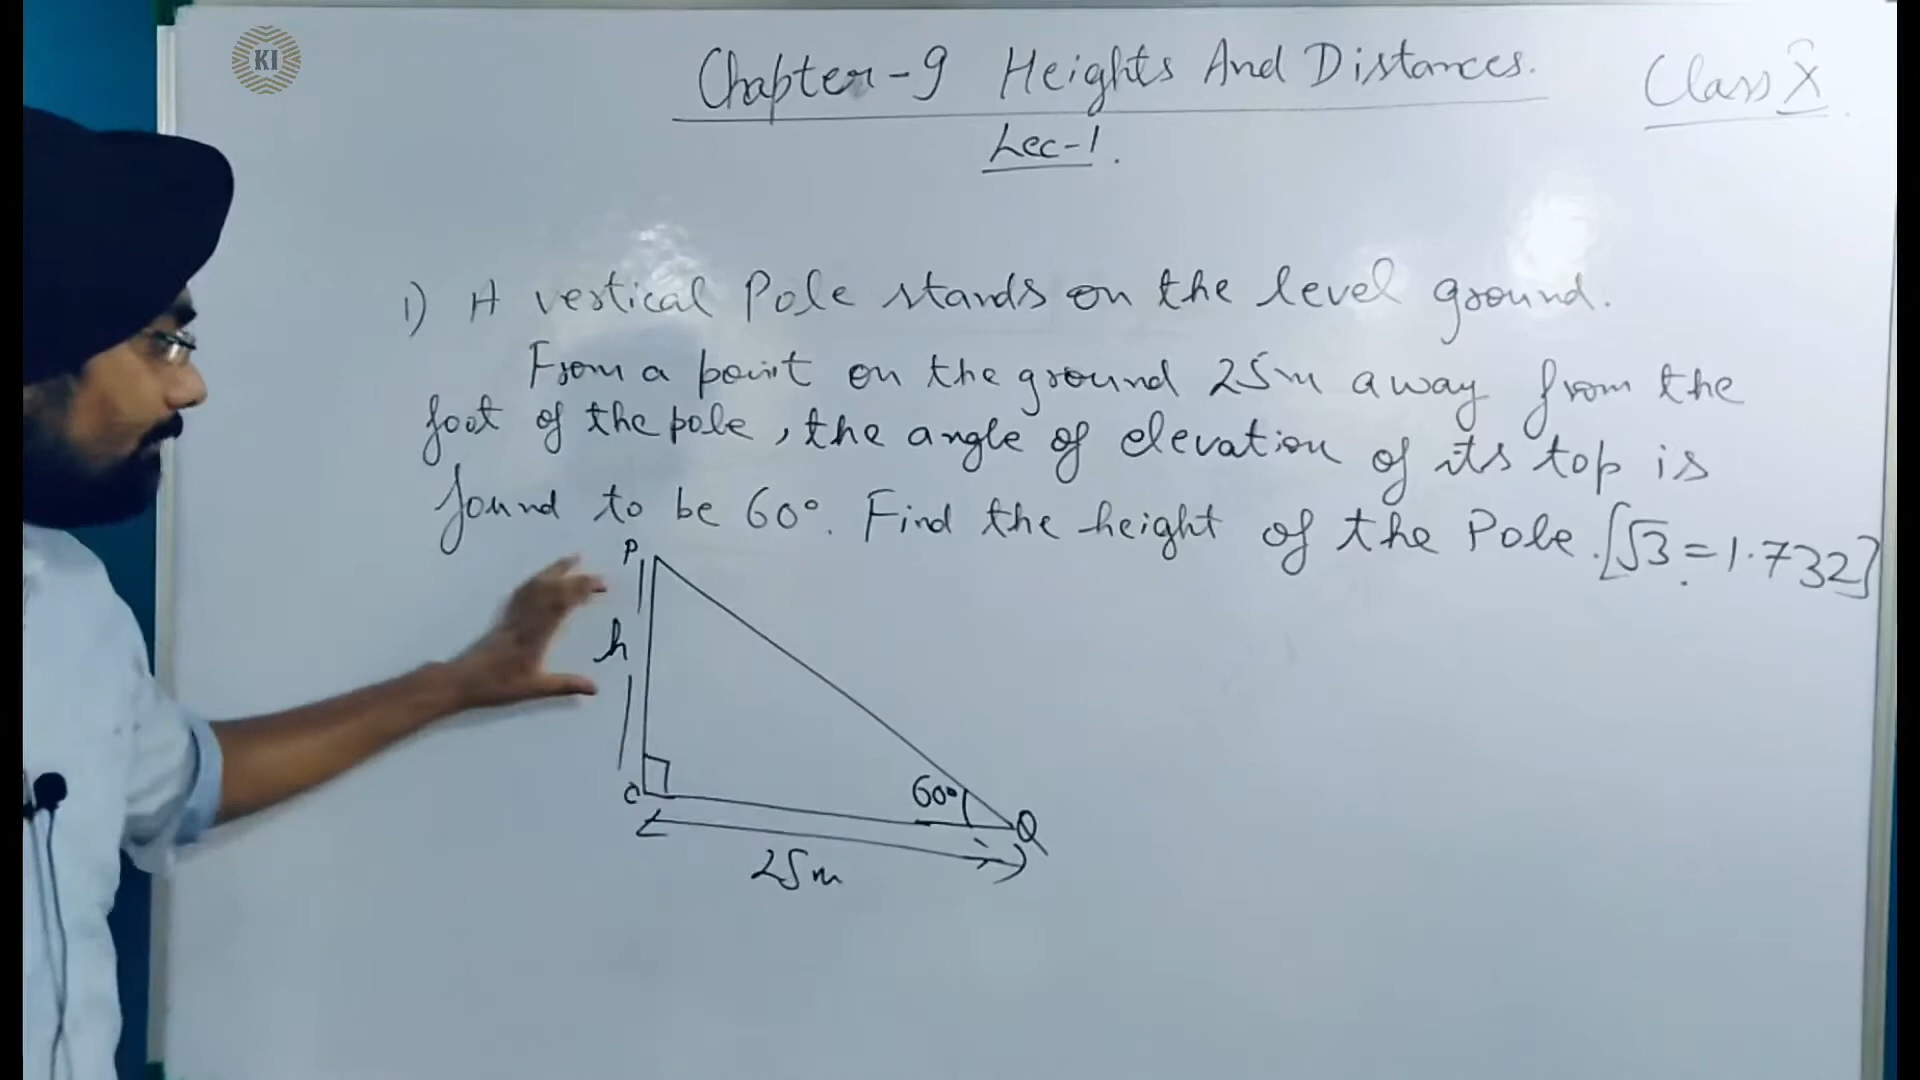 KI
Chapter-9 Heights And Distances.
Class X
Lec-1.
1) A vertical Pole stands on the level ground.
From a point on the ground 25m away from the
foot of the pole, the angle of elevation of its top is
found to be 60°. Find the height of the Pole. [√3=1.732]
P
h
O
60°
Q
25m